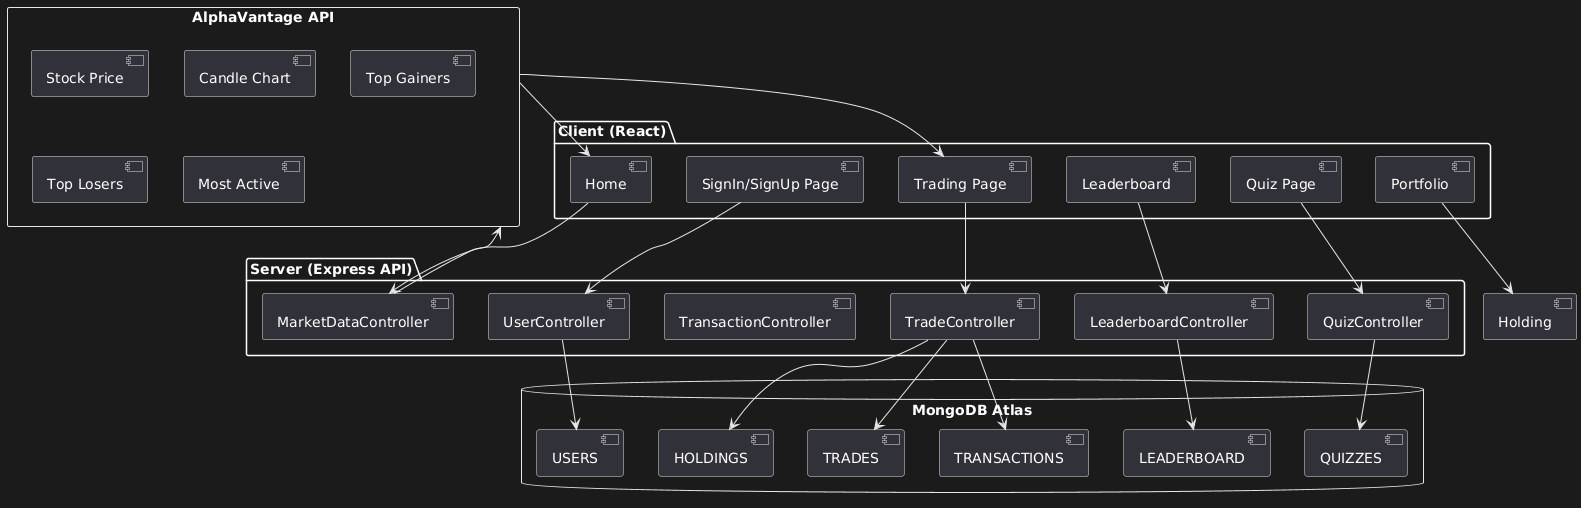 AlphaVantage API
Stock Price
Candle Chart
Top Gainers
Top Losers
Most Active
Client (React)
Home
SignIn/SignUp Page
Trading Page
Leaderboard
Quiz Page
Portfolio
Server (Express API)
MarketDataController
UserController
TransactionController
TradeController
LeaderboardController
QuizController
Holding
MongoDB Atlas
USERS
HOLDINGS
TRADES
TRANSACTIONS
LEADERBOARD
QUIZZES